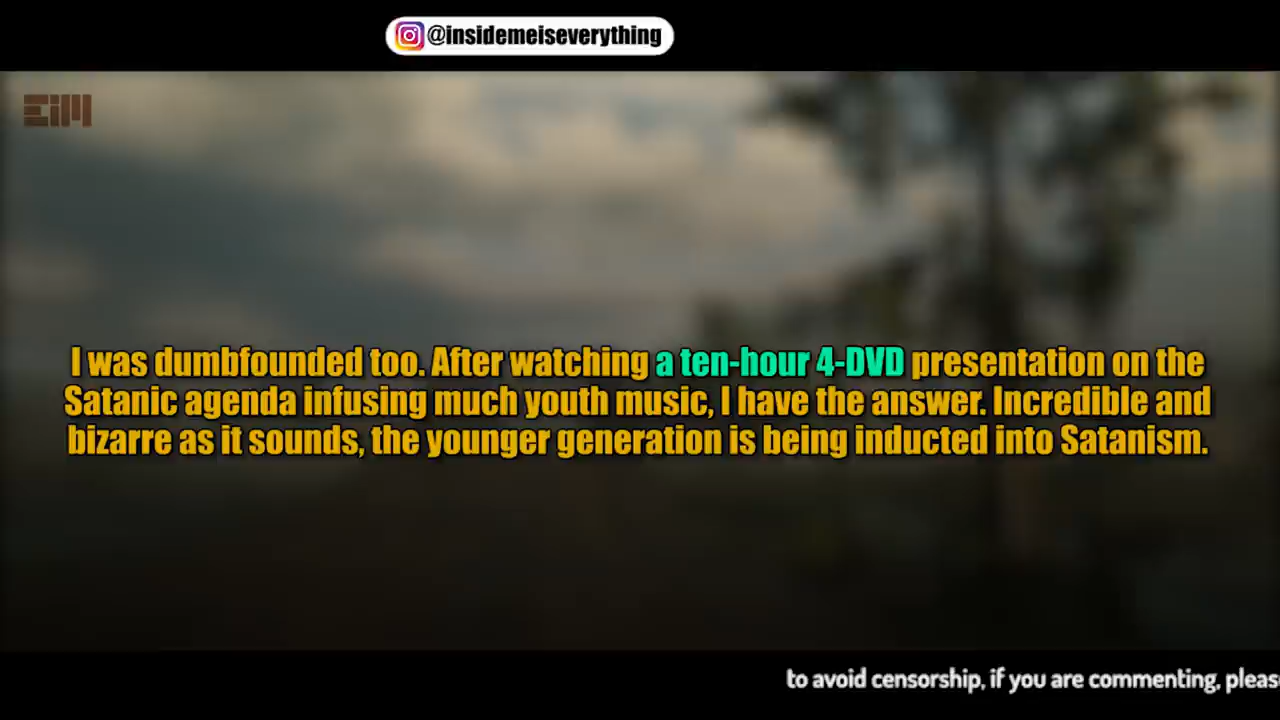 @insidemeiseverything
EiM
I was dumbfounded too. After watching a ten-hour 4-DVD presentation on the
Satanic agenda infusing much youth music, I have the answer. Incredible and
bizarre as it sounds, the younger generation is being inducted into Satanism.
to avoid censorship, if you are commenting, pleas